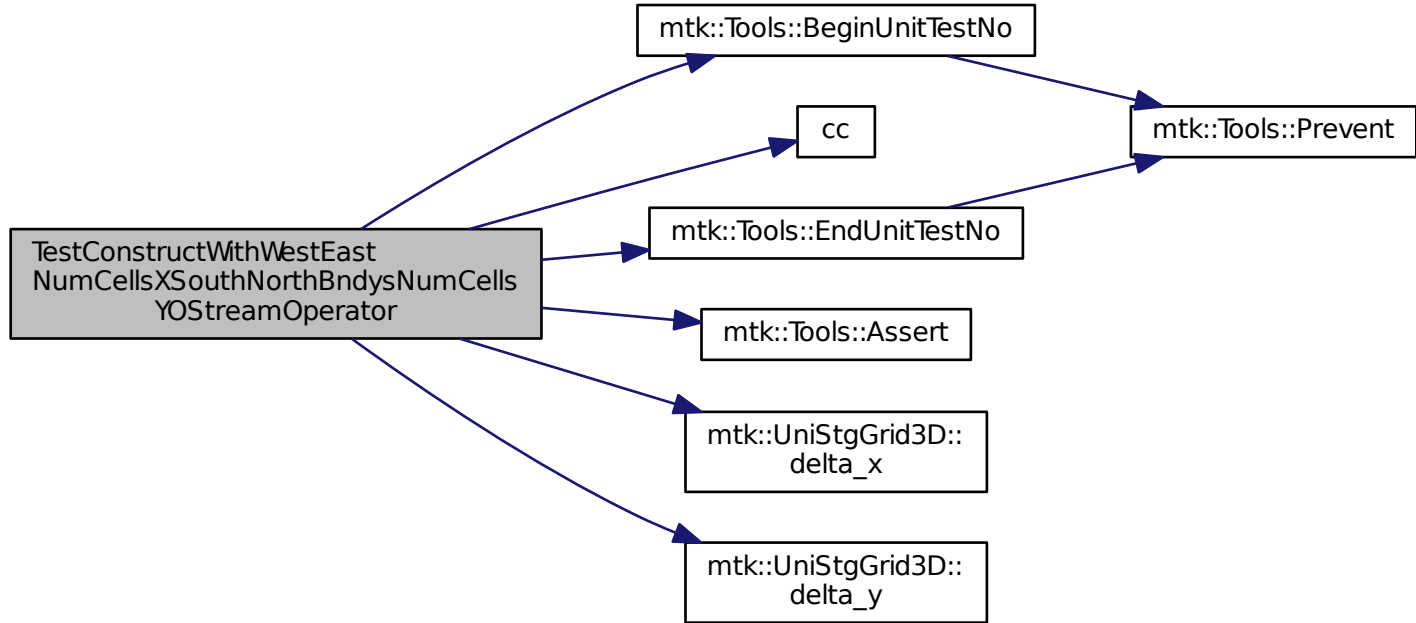 mtk::Tools::BeginUnitTestNo
mtk::Tools::Prevent
cc
mtk::Tools::EndUnitTestNo
TestConstructWithWestEast
NumCellsXSouthNorthBndysNumCells
YOStreamOperator
mtk::Tools::Assert
mtk::UniStgGrid3D::
delta_x
mtk::UniStgGrid3D::
delta_y